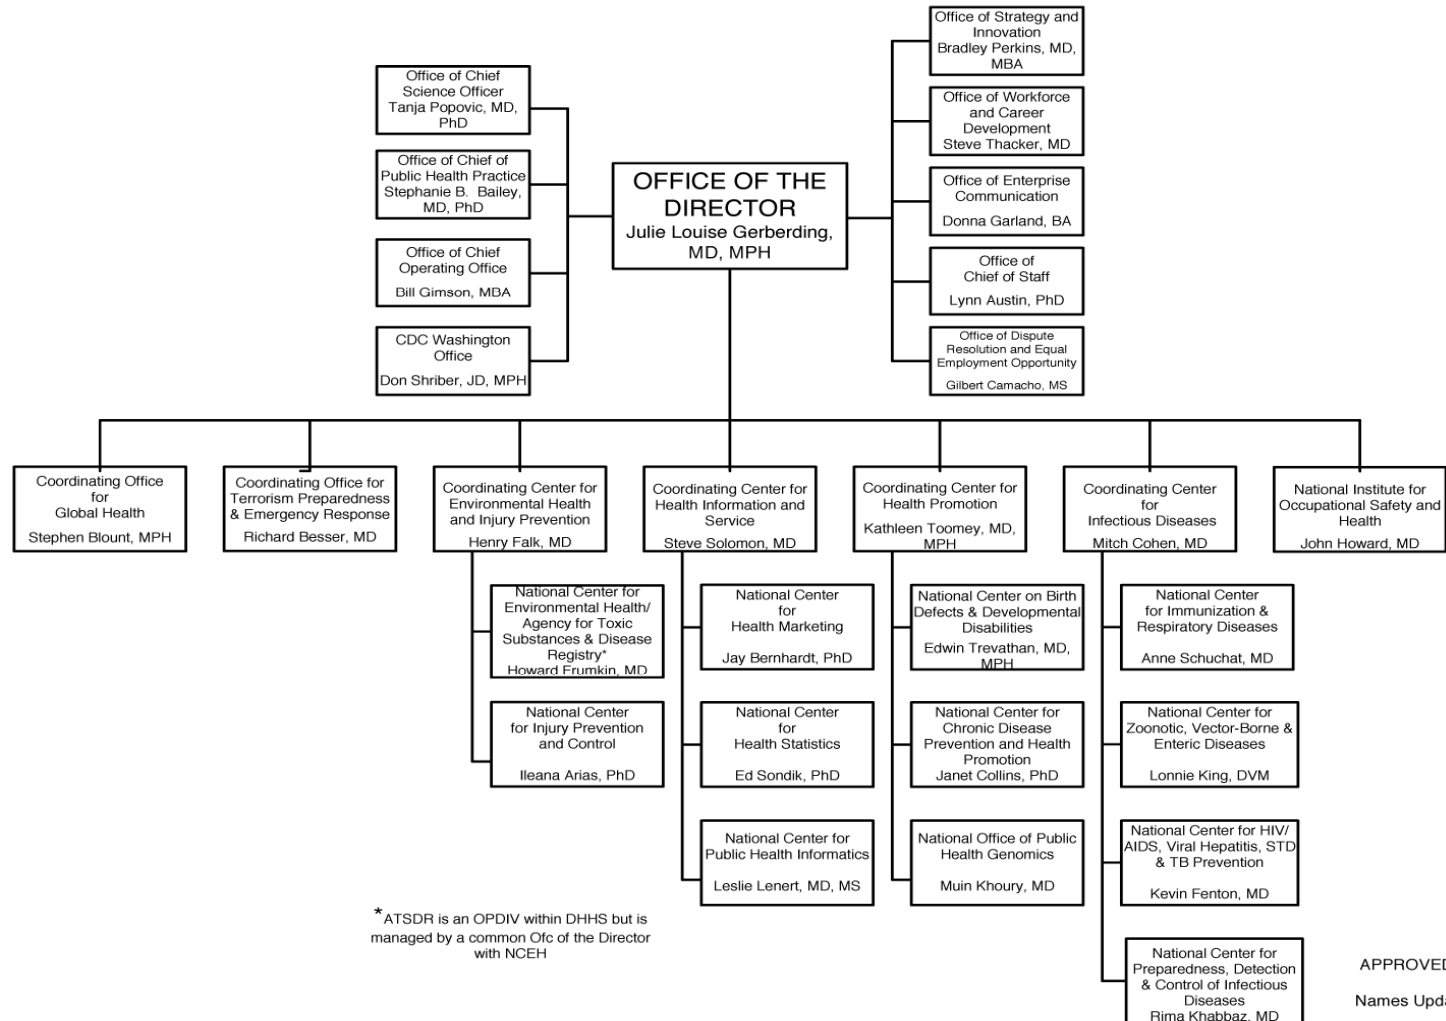 Office of Strategy and
Innovation
Bradley Perkins, MD,
MBA
Office of Chief
Science Officer
Tanja Popovic, MD,
PhD
Office of Workforce
and Career
Development
Steve Thacker, MD
Office of Chief of
Public Health Practice
Stephanie B. Bailey,
MD, PhD
OFFICE OF THE
DIRECTOR
Julie Louise Gerberding,
MD, MPH
Office of Enterprise
Communication
Donna Garland, BA
Office of Chief
Operating Office
Bill Gimson, MBA
Office of
Chief of Staff
Lynn Austin, PhD
CDC Washington
Office
Don Shriber, JD, MPH
Office of Dispute
Resolution and Equal
Employment Opportunity
Gilbert Camacho, MS
Coordinating Office
for
Global Health
Stephen Blount, MPH
Coordinating Office for
Terrorism Preparedness
& Emergency Response
Richard Besser, MD
Coordinating Center for
Environmental Health
and Injury Prevention
Henry Falk, MD
Coordinating Center for
Health Information and
Service
Steve Solomon, MD
Coordinating Center for
Health Promotion
Kathleen Toomey, MD,
MPH
Coordinating Center
for
Infectious Diseases
Mitch Cohen, MD
National Institute for
Occupational Safety and
Health
John Howard, MD
National Center for
Environmental Health/
Agency for Toxic
Substances & Disease
Registry*
Howard Frumkin, MD
National Center
for
Health Marketing
Jay Bernhardt, PhD
National Center on Birth
Defects & Developmental
Disabilities
Edwin Trevathan, MD,
MPH
National Center
for Immunization &
Respiratory Diseases
Anne Schuchat, MD
National Center
for Injury Prevention
and Control
Ileana Arias, PhD
National Center
for
Health Statistics
Ed Sondik, PhD
National Center for
Chronic Disease
Prevention and Health
Promotion
Janet Collins, PhD
National Center for
Zoonotic, Vector-Borne &
Enteric Diseases
Lonnie King, DVM
National Center for
Public Health Informatics
Leslie Lenert, MD, MS
National Office of Public
Health Genomics
Muin Khoury, MD
National Center for HIV/
AIDS, Viral Hepatitis, STD
& TB Prevention
Kevin Fenton, MD
*ATSDR is an OPDIV within DHHS but is
managed by a common Ofc of the Director
with NCEH
National Center for
Preparedness, Detection
& Control of Infectious
Diseases
Rima Khabbaz, MD
APPROVED
Names